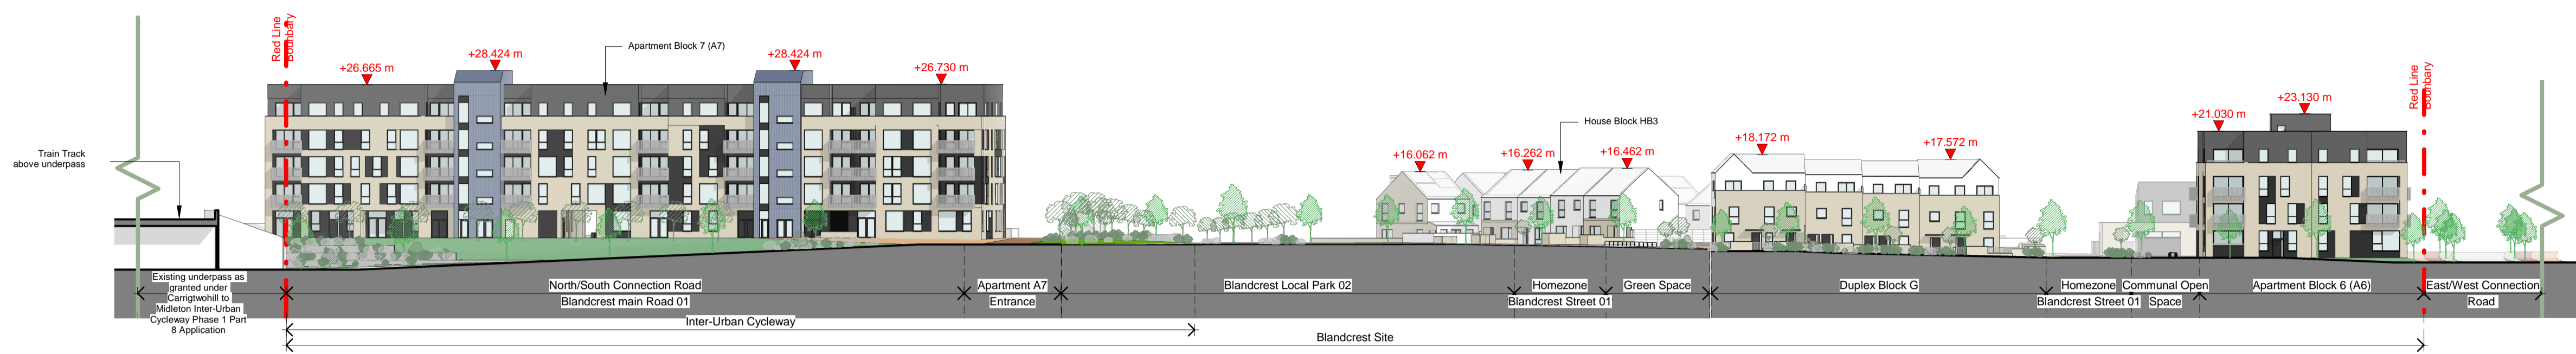 Red Line
Bounbary
+26.665 m
+28.424 m
Apartment Block 7 (A7)
+28.424 m
+26.730 m
Train Track
above underpass
+16.062 m
+16.262 m
House Block HB3
+16.462 m
+18.172 m
+17.572 m
+21.030 m
+23.130 m
Red Line
Bounbary
Existing underpass as
granted under
Carrigtwohill to
Midleton Inter-Urban
Cycleway Phase 1 Part
8 Application
North/South Connection Road
Blandcrest main Road 01
Apartment A7
Entrance
Blandcrest Local Park 02
Homezone
Blandcrest Street 01
Green Space
Duplex Block G
Homezone
Blandcrest Street 01
Communal Open
Space
Apartment Block 6 (A6)
East/West Connection
Road
Inter-Urban Cycleway
Blandcrest Site